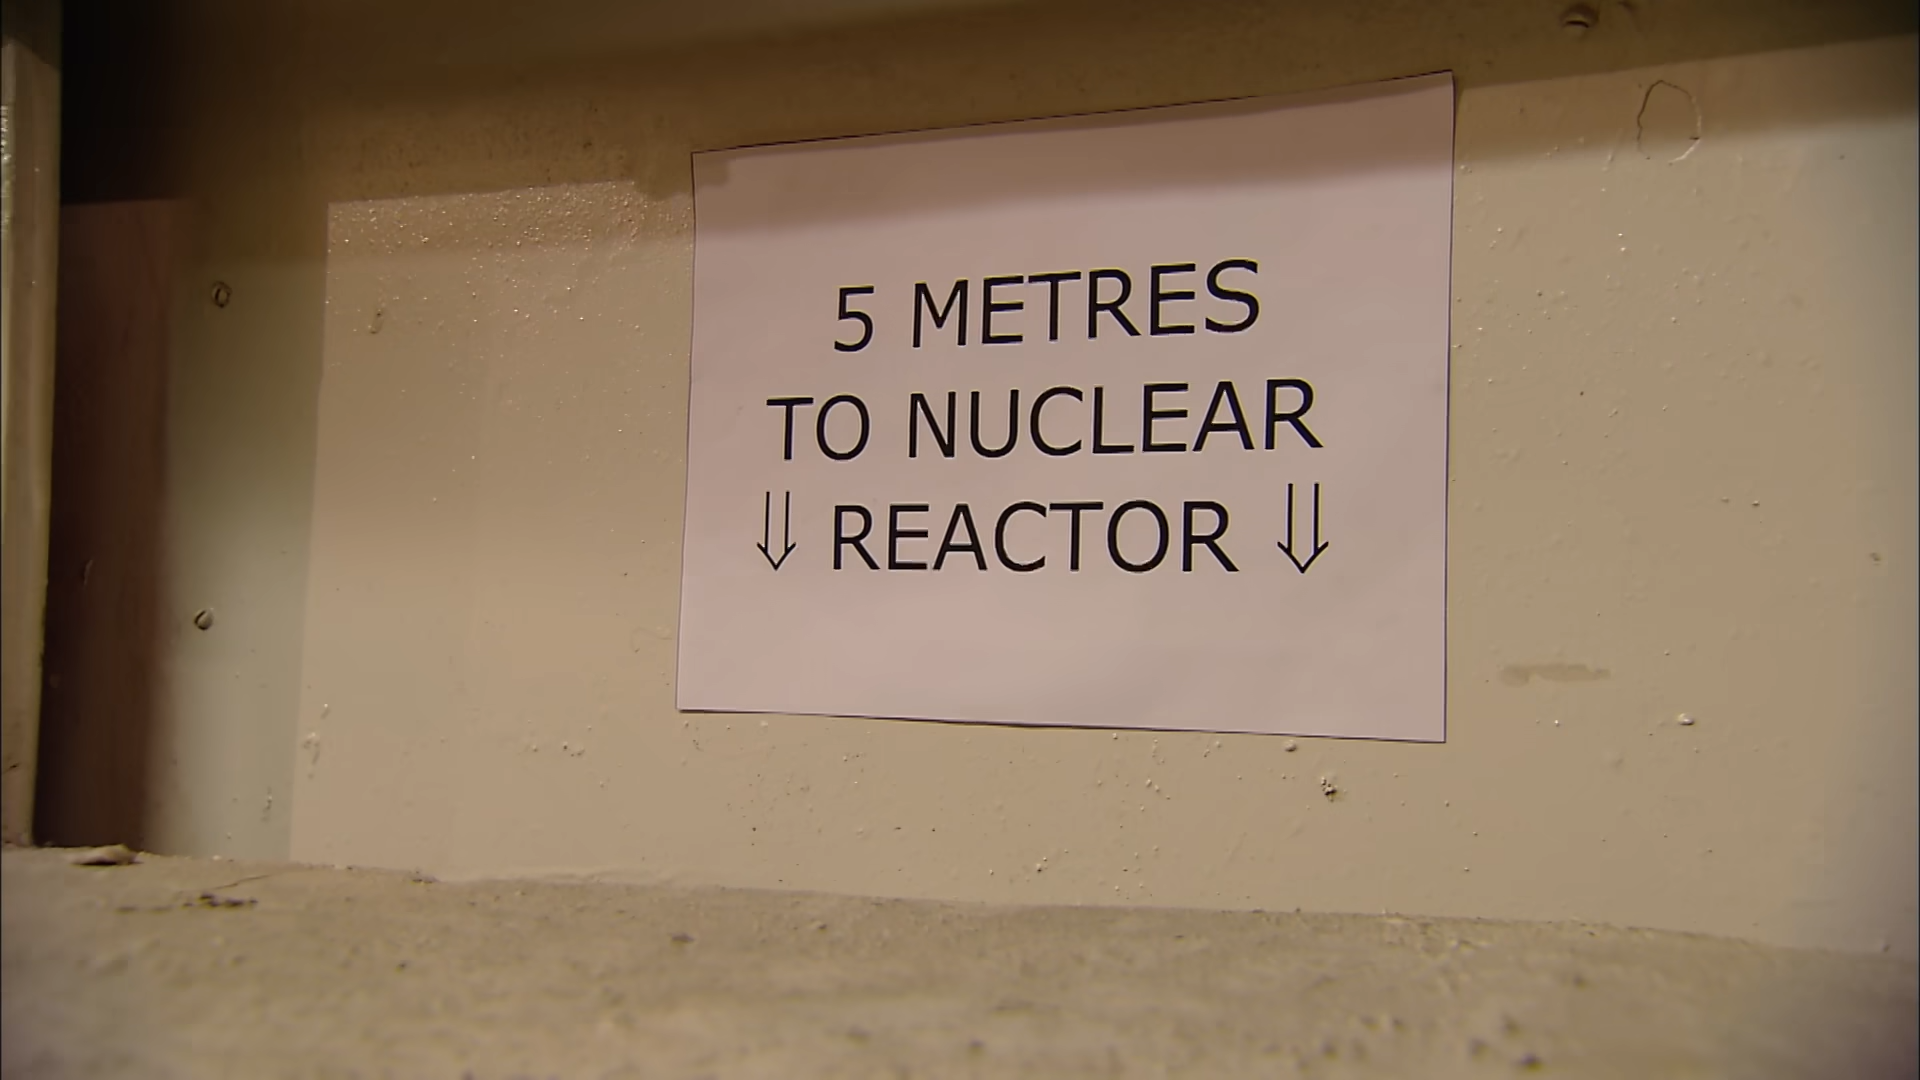 5 METRES
TO NUCLEAR
⇓ REACTOR ⇓